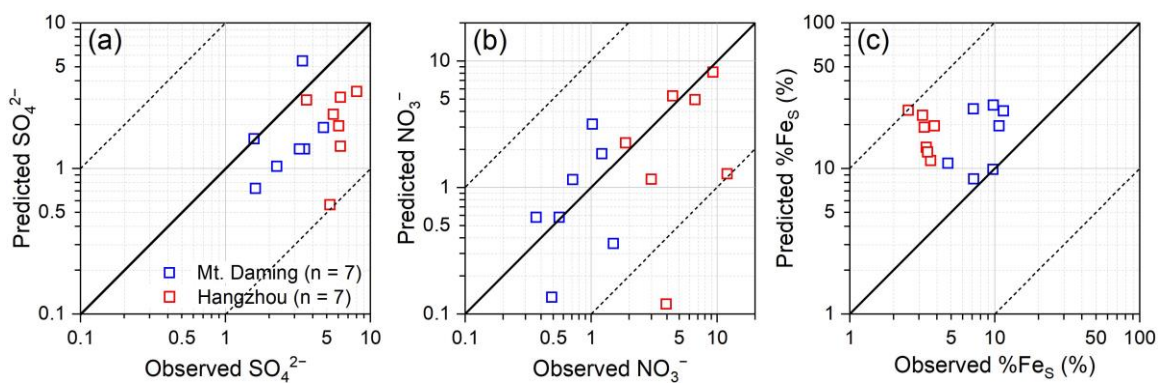 (a)
10
5
1
0.5
0.1
Predicted SO₄²⁻
0.1 0.5 1 5 10
Observed SO₄²⁻
Mt. Daming (n = 7)
Hangzhou (n = 7)
(b)
10
5
1
0.5
0.1
Predicted NO₃⁻
0.1 0.5 1 5 10
Observed NO₃⁻
(c)
100
50
10
5
1
Predicted %Feₛ (%)
1 5 10 50 100
Observed %Feₛ (%)